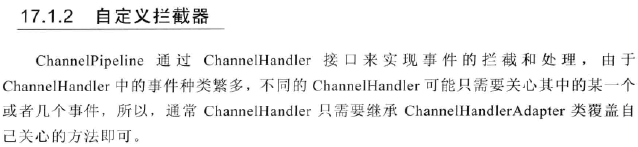 17.1.2 自定义拦截器
ChannelPipeline 通过 ChannelHandler 接口来实现事件的拦截和处理，由于
ChannelHandler 中的事件种类繁多，不同的 ChannelHandler 可能只需要关心其中的某一个
或者几个事件，所以，通常 ChannelHandler 只需要继承 ChannelHandlerAdapter 类覆盖自
己关心的方法即可。